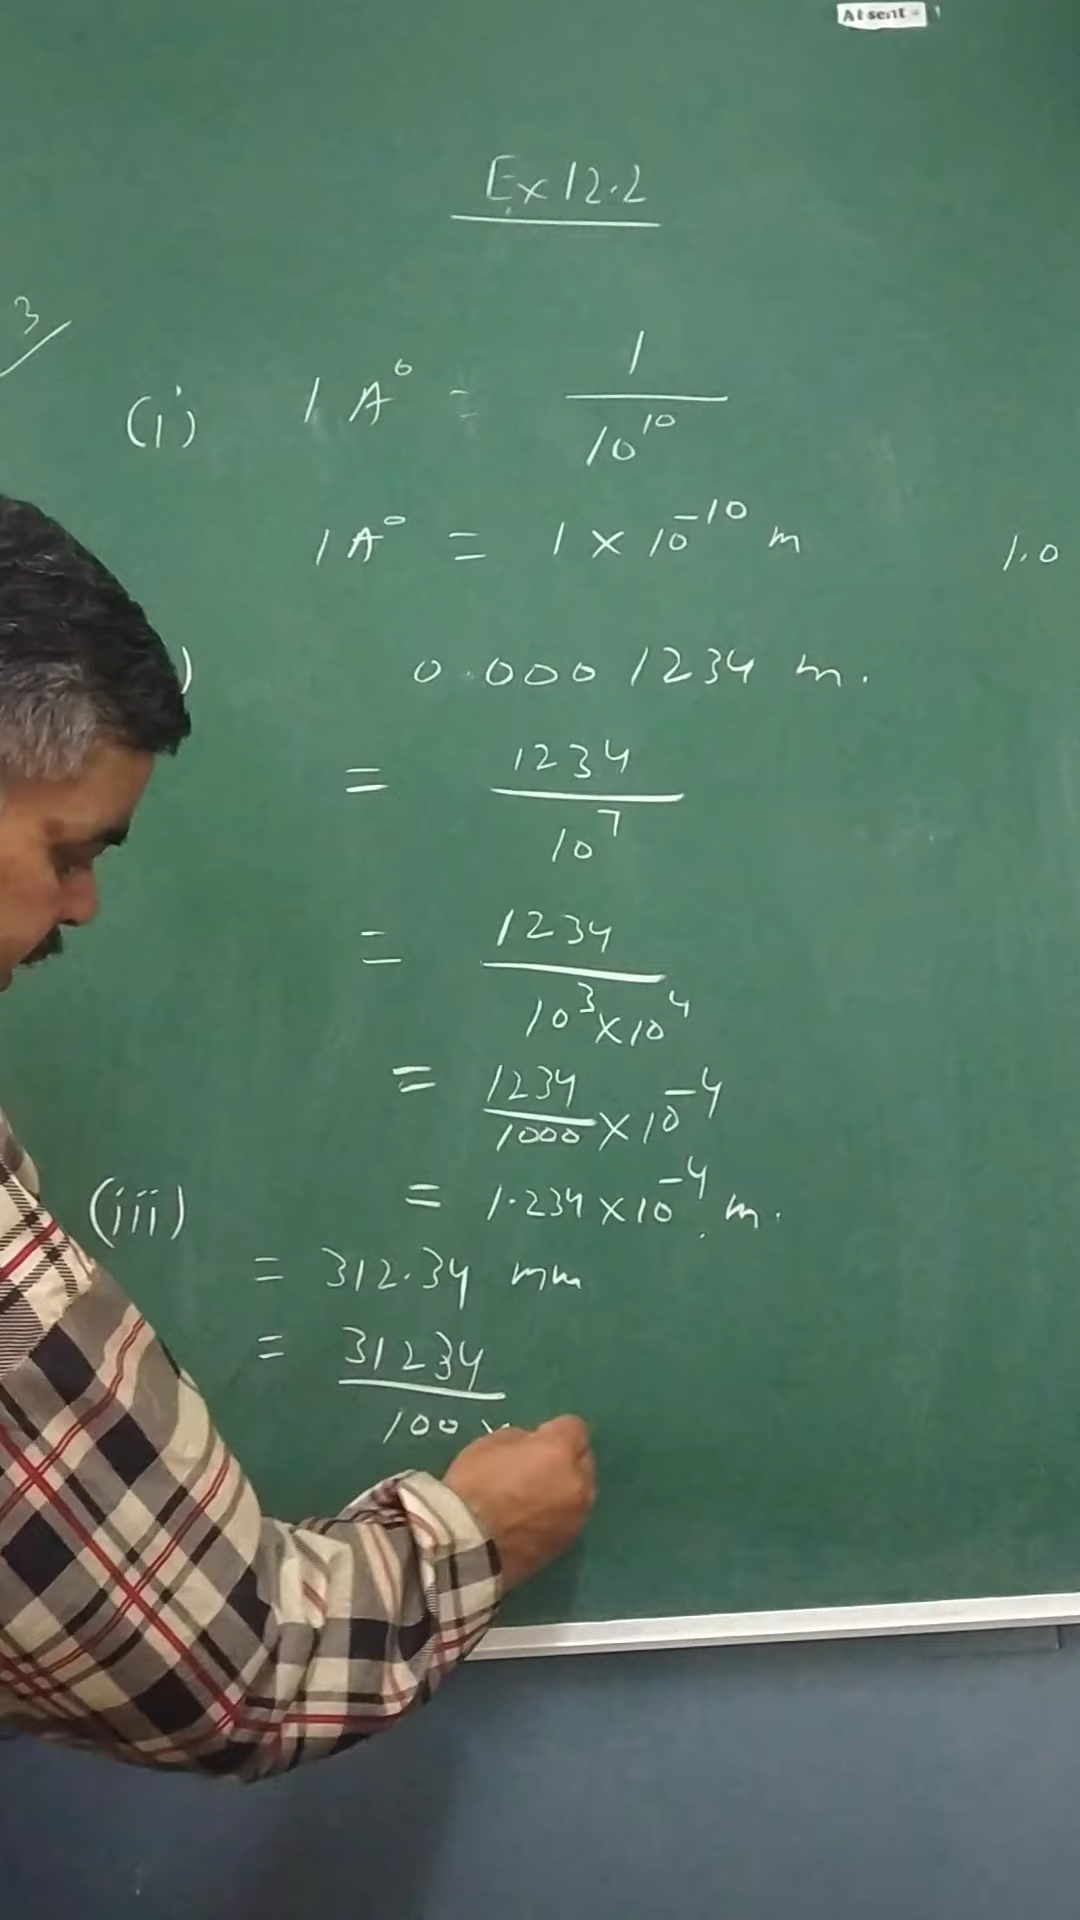 Absent -
Ex 12.2
3
(i) 1 A° = 1/10¹⁰
1 A° = 1 × 10⁻¹⁰ m
1.0
) 0.0001234 m.
= 1234/10⁷
= 1234/10³×10⁴
= 1234/1000 × 10⁻⁴
(iii) = 1.234 × 10⁻⁴ m.
= 312.34 mm
= 31234/100 ×